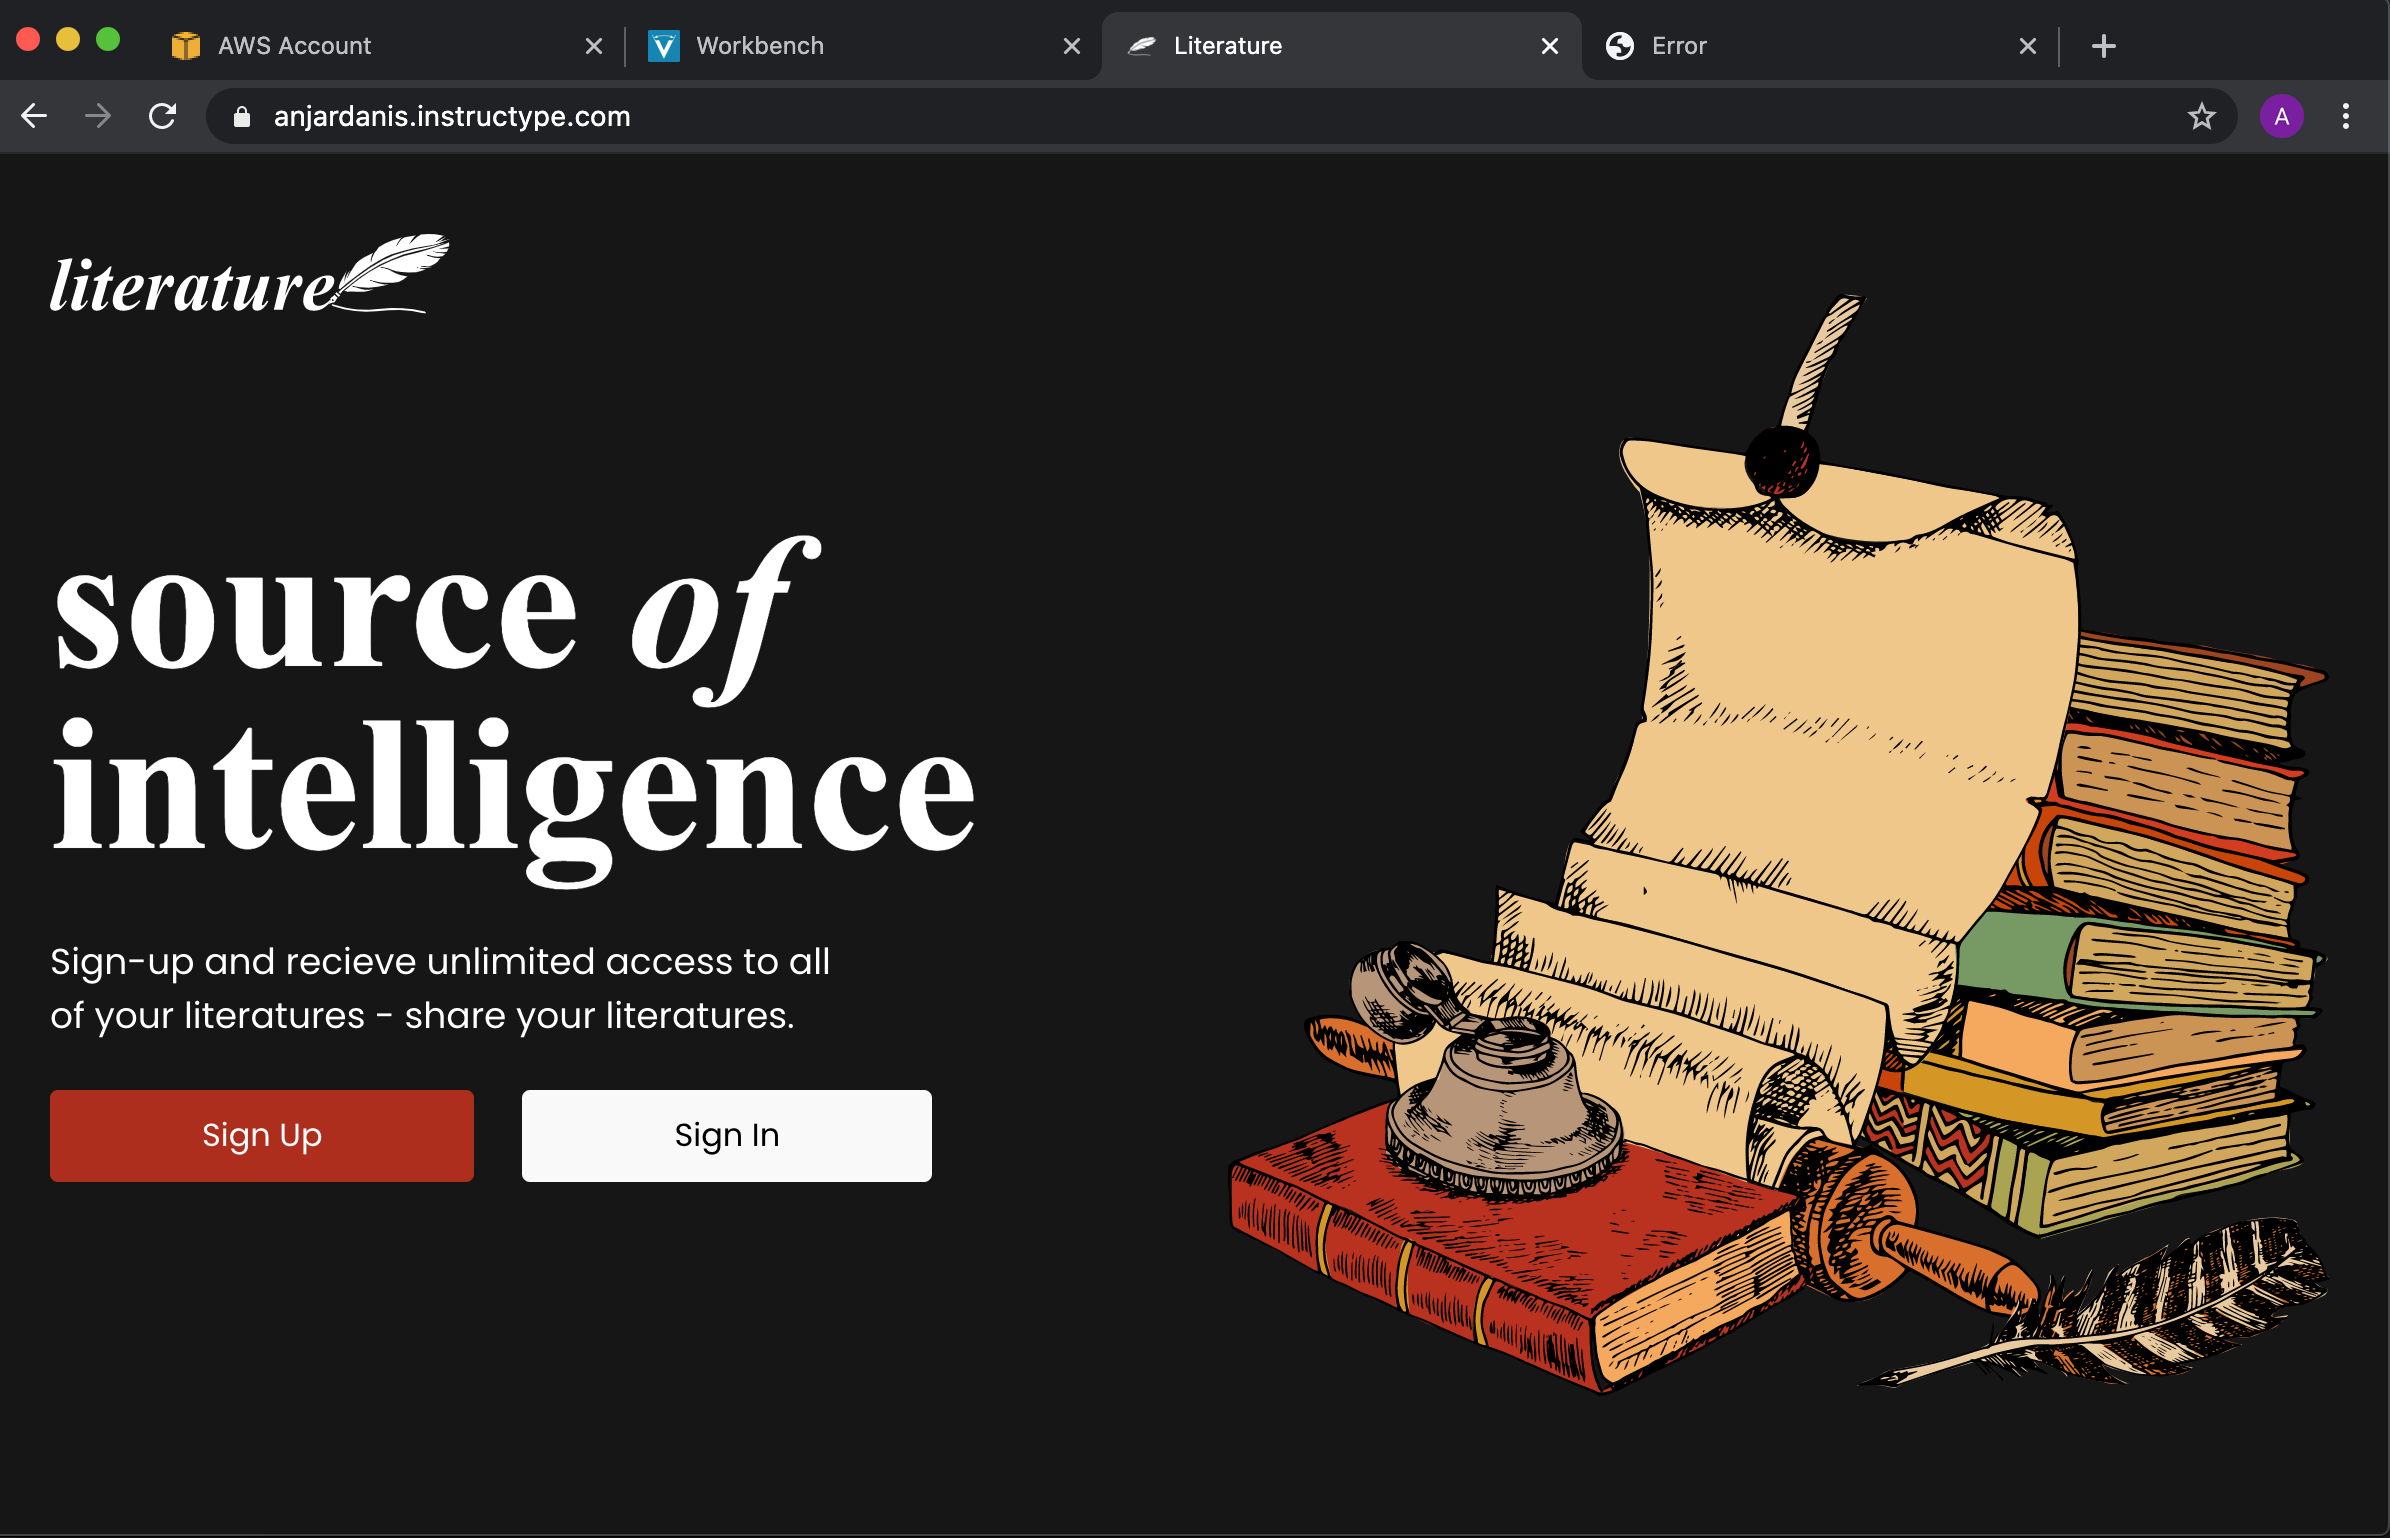 AWS Account
Workbench
Literature
Error
anjardanis.instructype.com
A
literature
source of
intelligence
Sign-up and recieve unlimited access to all
of your literatures - share your literatures.
Sign Up
Sign In